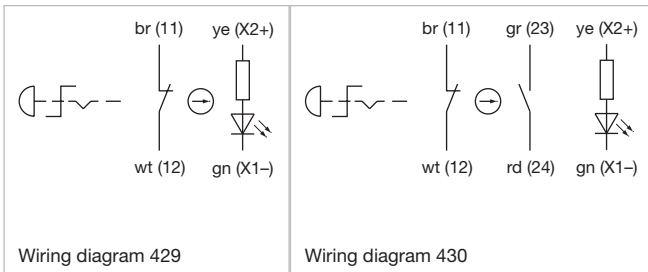 br (11) ye (X2+)
wt (12) gn (X1–)
Wiring diagram 429
br (11) gr (23) ye (X2+)
wt (12) rd (24) gn (X1–)
Wiring diagram 430